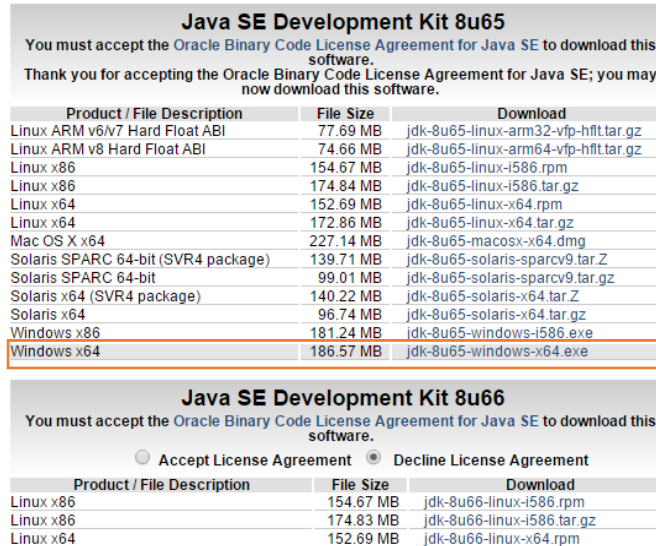 Java SE Development Kit 8u65
You must accept the Oracle Binary Code License Agreement for Java SE to download this
software.
Thank you for accepting the Oracle Binary Code License Agreement for Java SE; you may
now download this software.
Product / File Description File Size Download
Linux ARM v6/v7 Hard Float ABI 77.69 MB jdk-8u65-linux-arm32-vfp-hflt.tar.gz
Linux ARM v8 Hard Float ABI 74.66 MB jdk-8u65-linux-arm64-vfp-hflt.tar.gz
Linux x86 154.67 MB jdk-8u65-linux-i586.rpm
Linux x86 174.84 MB jdk-8u65-linux-i586.tar.gz
Linux x64 152.69 MB jdk-8u65-linux-x64.rpm
Linux x64 172.86 MB jdk-8u65-linux-x64.tar.gz
Mac OS X x64 227.14 MB jdk-8u65-macosx-x64.dmg
Solaris SPARC 64-bit (SVR4 package) 139.71 MB jdk-8u65-solaris-sparcv9.tar.Z
Solaris SPARC 64-bit 99.01 MB jdk-8u65-solaris-sparcv9.tar.gz
Solaris x64 (SVR4 package) 140.22 MB jdk-8u65-solaris-x64.tar.Z
Solaris x64 96.74 MB jdk-8u65-solaris-x64.tar.gz
Windows x86 181.24 MB jdk-8u65-windows-i586.exe
Windows x64 186.57 MB jdk-8u65-windows-x64.exe
Java SE Development Kit 8u66
You must accept the Oracle Binary Code License Agreement for Java SE to download this
software.
Accept License Agreement Decline License Agreement
Product / File Description File Size Download
Linux x86 154.67 MB jdk-8u66-linux-i586.rpm
Linux x86 174.83 MB jdk-8u66-linux-i586.tar.gz
Linux x64 152.69 MB jdk-8u66-linux-x64.rpm